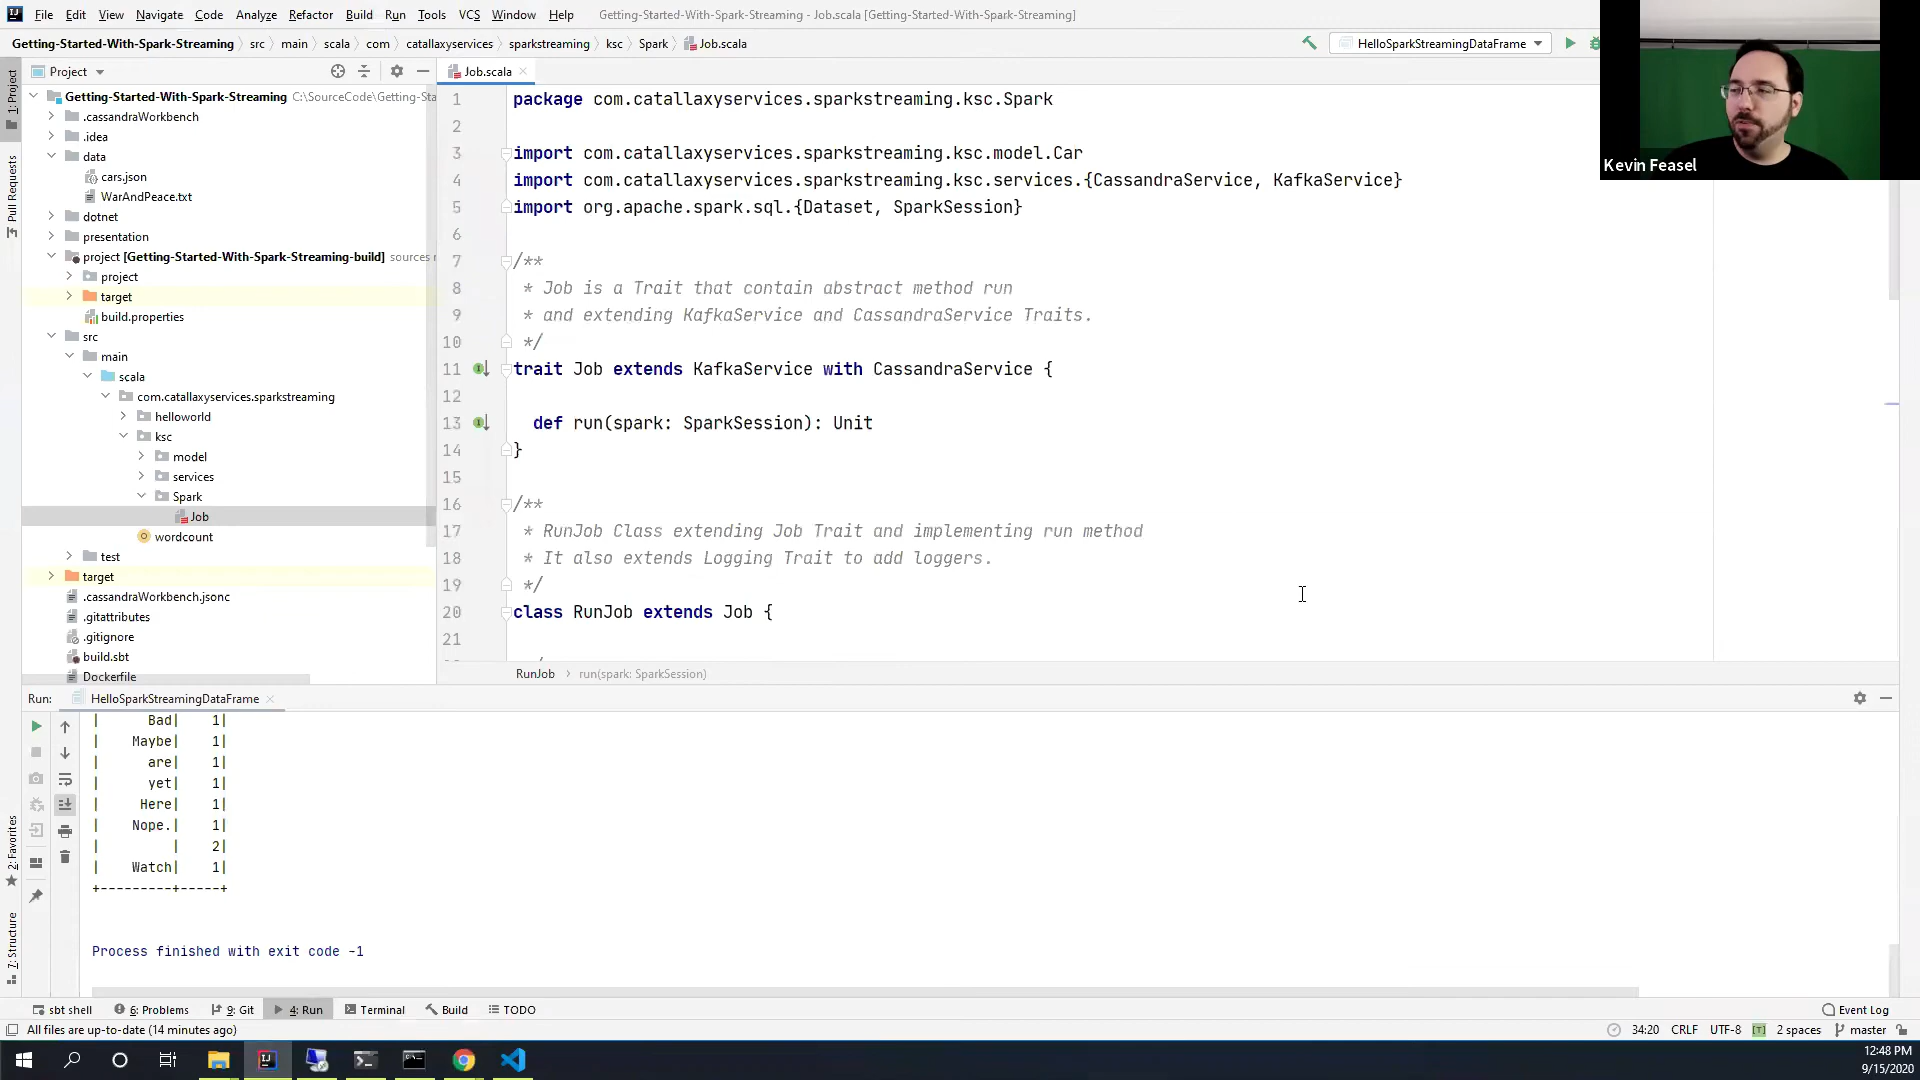 File Edit View Navigate Code Analyze Refactor Build Run Tools VCS Window Help Getting-Started-With-Spark-Streaming - Job.scala [Getting-Started-With-Spark-Streaming]
Getting-Started-With-Spark-Streaming src main scala com catallaxyservices sparkstreaming ksc Spark Job.scala HelloSparkStreamingDataFrame
Kevin Feasel
1: Project
Pull Requests
2: Favorites
7: Structure
Project
Getting-Started-With-Spark-Streaming C:\SourceCode\Getting-Sta
.cassandraWorkbench
.idea
data
cars.json
WarAndPeace.txt
dotnet
presentation
project [Getting-Started-With-Spark-Streaming-build] sources r
project
target
build.properties
src
main
scala
com.catallaxyservices.sparkstreaming
helloworld
ksc
model
services
Spark
Job
wordcount
test
target
.cassandraWorkbench.jsonc
.gitattributes
.gitignore
build.sbt
Dockerfile
Job.scala
1 package com.catallaxyservices.sparkstreaming.ksc.Spark
2
3 import com.catallaxyservices.sparkstreaming.ksc.model.Car
4 import com.catallaxyservices.sparkstreaming.ksc.services.{CassandraService, KafkaService}
5 import org.apache.spark.sql.{Dataset, SparkSession}
6
7 /**
8 * Job is a Trait that contain abstract method run
9 * and extending KafkaService and CassandraService Traits.
10 */
11 trait Job extends KafkaService with CassandraService {
12
13 def run(spark: SparkSession): Unit
14 }
15
16 /**
17 * RunJob Class extending Job Trait and implementing run method
18 * It also extends Logging Trait to add loggers.
19 */
20 class RunJob extends Job {
21
RunJob run(spark: SparkSession)
Run: HelloSparkStreamingDataFrame
| Bad| 1|
| Maybe| 1|
| are| 1|
| yet| 1|
| Here| 1|
| Nope.| 1|
| | 2|
| Watch| 1|
+---------+-----+
Process finished with exit code -1
sbt shell 6: Problems 9: Git 4: Run Terminal Build TODO Event Log
All files are up-to-date (14 minutes ago) 34:20 CRLF UTF-8 [T] 2 spaces master
12:48 PM
9/15/2020